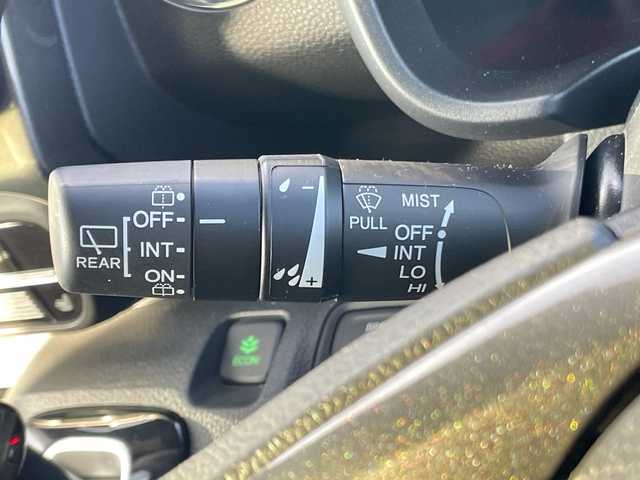 OFF
INT
REAR
ON
−
+
PULL
MIST
OFF
INT
LO
HI
ECON